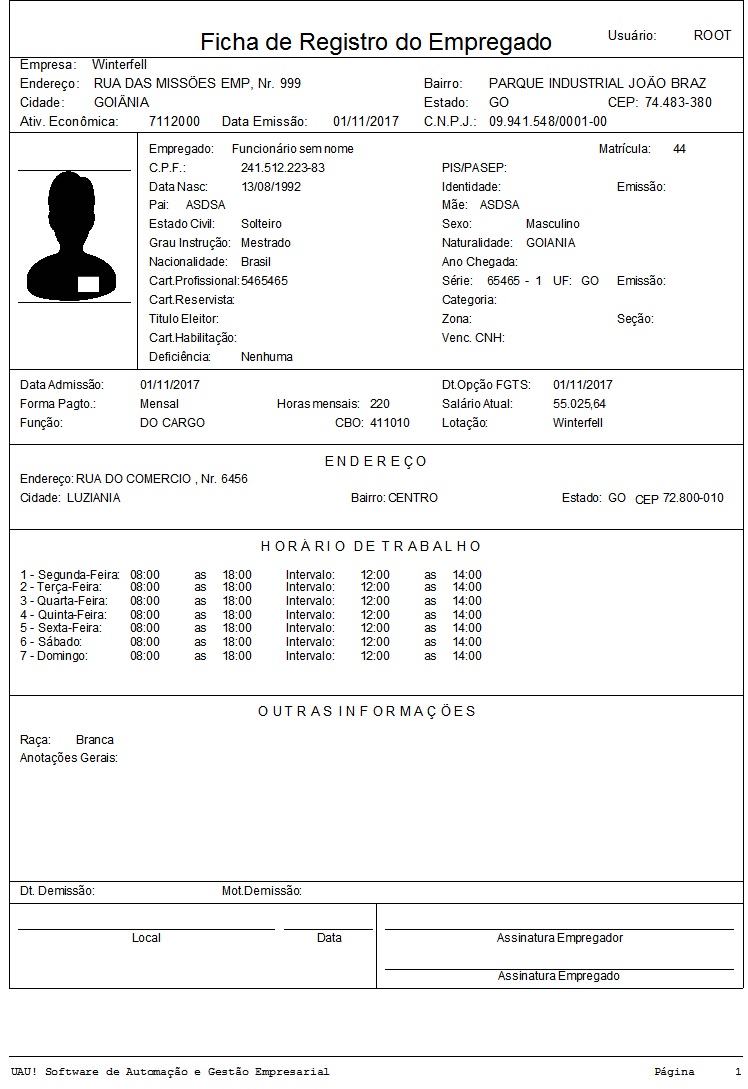 Ficha de Registro do Empregado Usuário: ROOT
Empresa: Winterfell
Endereço: RUA DAS MISSÕES EMP, Nr. 999 Bairro: PARQUE INDUSTRIAL JOÃO BRAZ
Cidade: GOIÂNIA Estado: GO CEP: 74.483-380
Ativ. Econômica: 7112000 Data Emissão: 01/11/2017 C.N.P.J.: 09.941.548/0001-00
Empregado: Funcionário sem nome Matrícula: 44
C.P.F.: 241.512.223-83 PIS/PASEP:
Data Nasc: 13/08/1992 Identidade: Emissão:
Pai: ASDSA Mãe: ASDSA
Estado Civil: Solteiro Sexo: Masculino
Grau Instrução: Mestrado Naturalidade: GOIANIA
Nacionalidade: Brasil Ano Chegada:
Cart.Profissional: 5465465 Série: 65465 - 1 UF: GO Emissão:
Cart.Reservista: Categoria:
Titulo Eleitor: Zona: Seção:
Cart.Habilitação: Venc. CNH:
Deficiência: Nenhuma
Data Admissão: 01/11/2017 Dt.Opção FGTS: 01/11/2017
Forma Pagto.: Mensal Horas mensais: 220 Salário Atual: 55.025,64
Função: DO CARGO CBO: 411010 Lotação: Winterfell
ENDEREÇO
Endereço: RUA DO COMERCIO , Nr. 6456
Cidade: LUZIANIA Bairro: CENTRO Estado: GO CEP 72.800-010
HORÁRIO DE TRABALHO
1 - Segunda-Feira: 08:00 as 18:00 Intervalo: 12:00 as 14:00
2 - Terça-Feira: 08:00 as 18:00 Intervalo: 12:00 as 14:00
3 - Quarta-Feira: 08:00 as 18:00 Intervalo: 12:00 as 14:00
4 - Quinta-Feira: 08:00 as 18:00 Intervalo: 12:00 as 14:00
5 - Sexta-Feira: 08:00 as 18:00 Intervalo: 12:00 as 14:00
6 - Sábado: 08:00 as 18:00 Intervalo: 12:00 as 14:00
7 - Domingo: 08:00 as 18:00 Intervalo: 12:00 as 14:00
OUTRAS INFORMAÇÕES
Raça: Branca
Anotações Gerais:
Dt. Demissão: Mot.Demissão:
Local Data Assinatura Empregador
Assinatura Empregado
UAU! Software de Automação e Gestão Empresarial Página 1